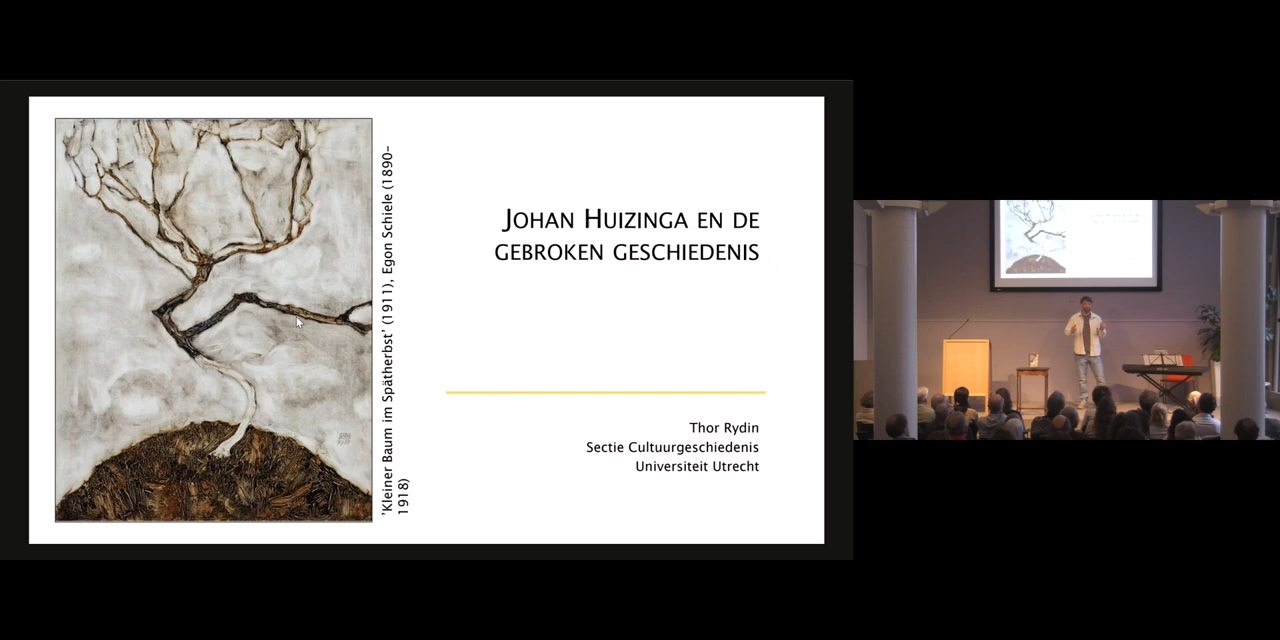 'Kleiner Baum im Spätherbst' (1911), Egon Schiele (1890–
1918)
JOHAN HUIZINGA EN DE
GEBROKEN GESCHIEDENIS
Thor Rydin
Sectie Cultuurgeschiedenis
Universiteit Utrecht